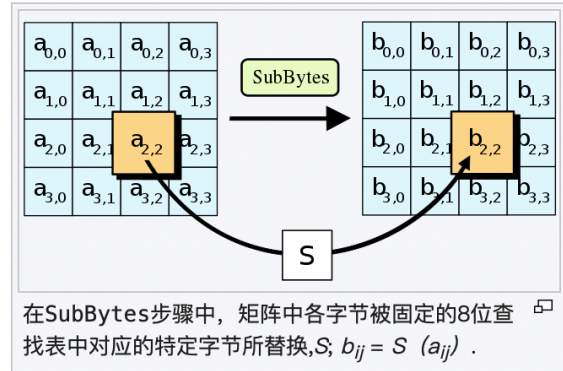 a0,0 a0,1 a0,2 a0,3 b0,0 b0,1 b0,2 b0,3
SubBytes
a1,0 a1,1 a1,2 a1,3 b1,0 b1,1 b1,2 b1,3
a2,0 a2,1 a2,2 a2,3 b2,0 b2,1 b2,2 b2,3
a3,0 a3,1 a3,2 a3,3 b3,0 b3,1 b3,2 b3,3
S
在SubBytes步骤中，矩阵中各字节被固定的8位查
找表中对应的特定字节所替换,S; bij = S（aij）.